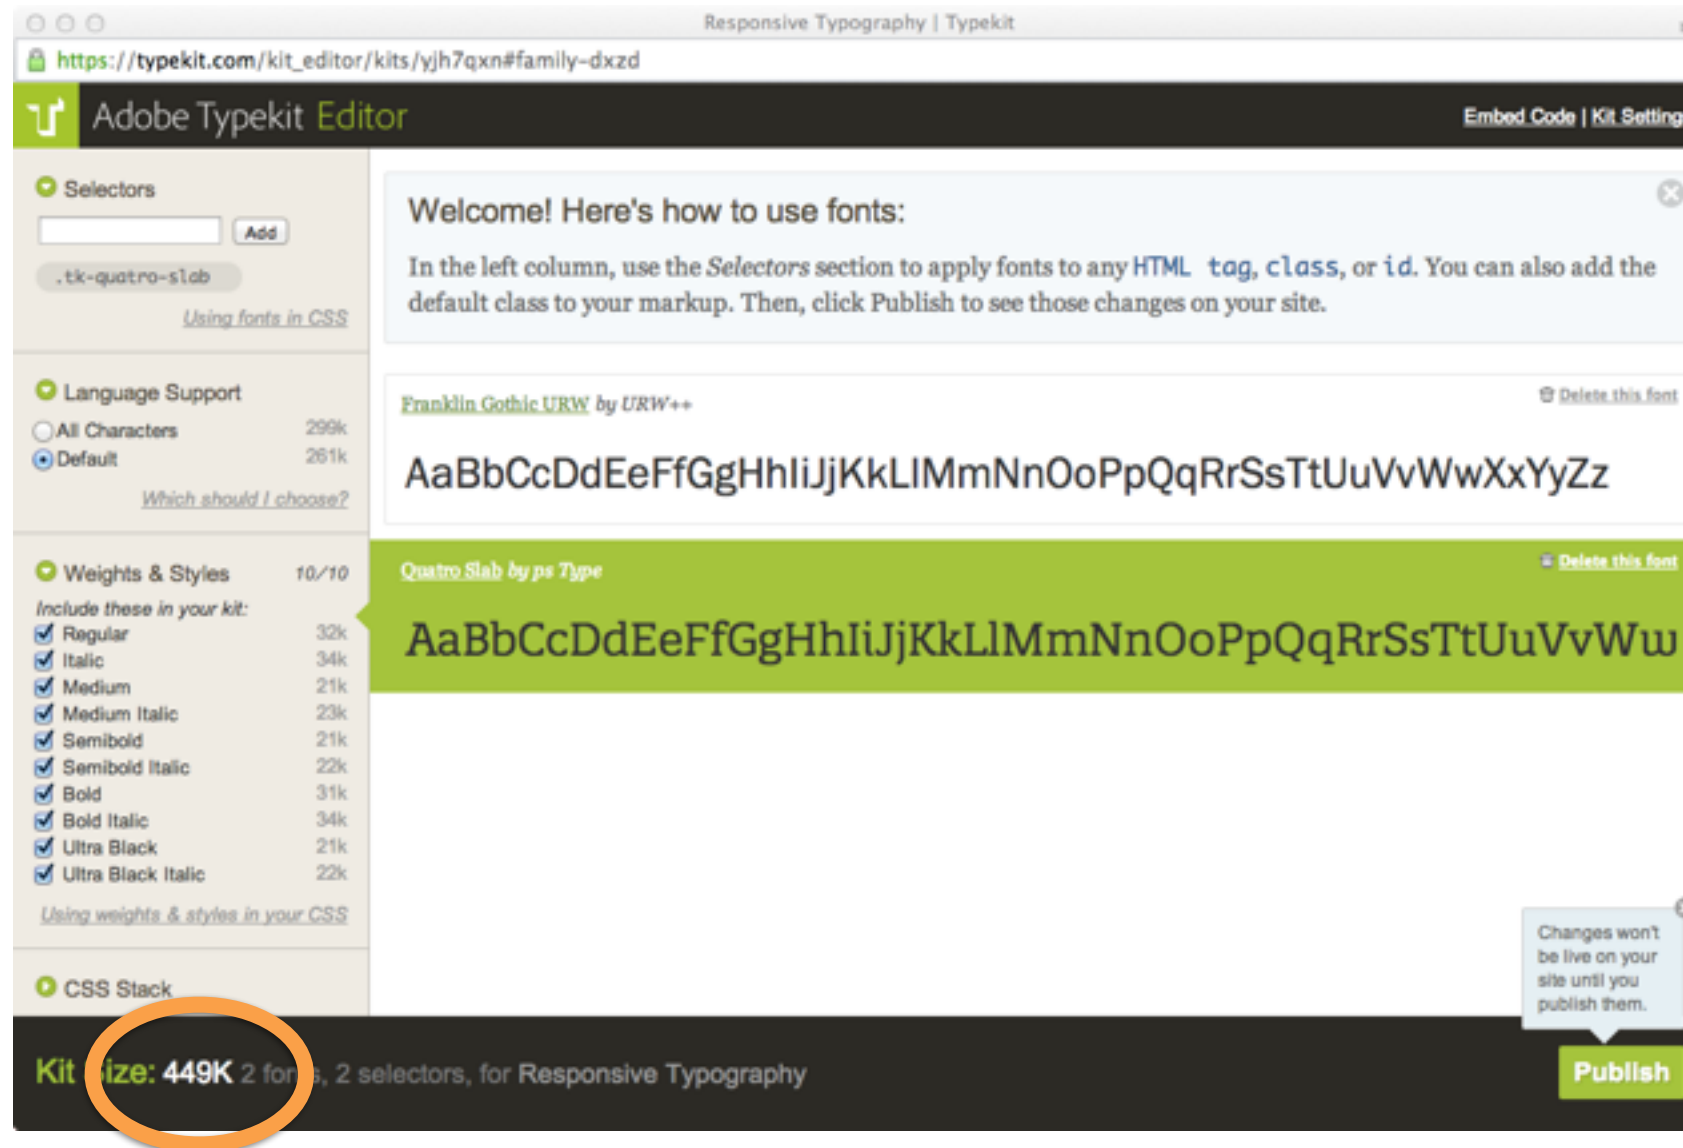 Responsive Typography | Typekit
https://typekit.com/kit_editor/kits/yjh7qxn#family-dxzd
Adobe Typekit Editor
Embed Code | Kit Setting
Selectors
Add
.tk-quatro-slab
Using fonts in CSS
Language Support
All Characters 299k
Default 261k
Which should I choose?
Weights & Styles 10/10
Include these in your kit:
Regular 32k
Italic 34k
Medium 21k
Medium Italic 23k
Semibold 21k
Semibold Italic 22k
Bold 31k
Bold Italic 34k
Ultra Black 21k
Ultra Black Italic 22k
Using weights & styles in your CSS
CSS Stack
Welcome! Here's how to use fonts:
In the left column, use the Selectors section to apply fonts to any HTML tag, class, or id. You can also add the
default class to your markup. Then, click Publish to see those changes on your site.
Franklin Gothic URW by URW++
Delete this font
AaBbCcDdEeFfGgHhIiJjKkLlMmNnOoPpQqRrSsTtUuVvWwXxYyZz
Quatro Slab by ps Type
Delete this font
AaBbCcDdEeFfGgHhIiJjKkLlMmNnOoPpQqRrSsTtUuVvWw
Changes won't
be live on your
site until you
publish them.
Kit Size: 449K 2 fonts, 2 selectors, for Responsive Typography
Publish